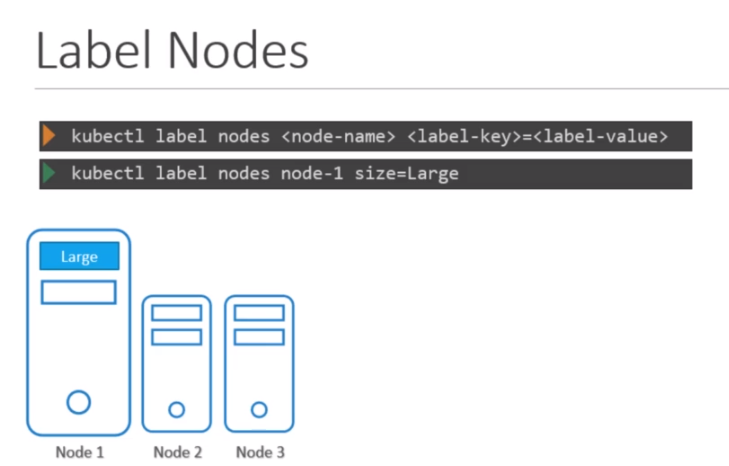 Label Nodes
kubectl label nodes <node-name> <label-key>=<label-value>
kubectl label nodes node-1 size=Large
Large
Node 1 Node 2 Node 3